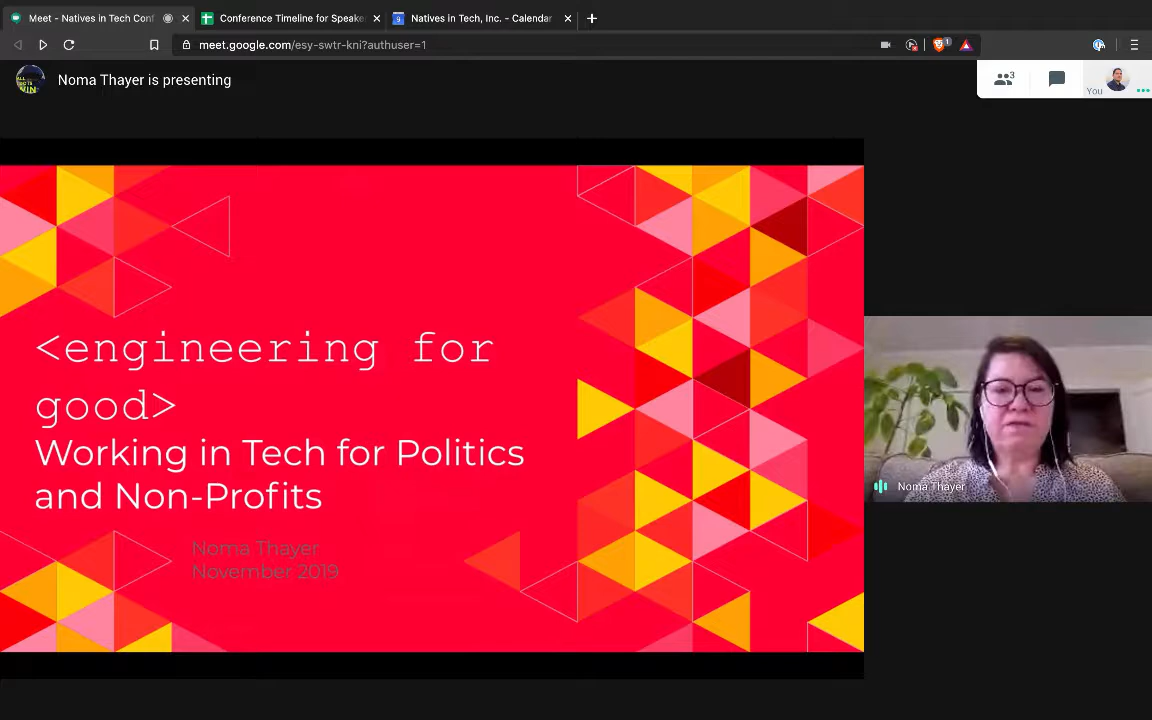 Meet - Natives in Tech Conf
Conference Timeline for Speake
Natives in Tech, Inc. - Calendar
meet.google.com/esy-swtr-kni?authuser=1
1
Noma Thayer is presenting
3
You
<engineering for
good>
Working in Tech for Politics
and Non-Profits
Noma Thayer
November 2019
Noma Thayer